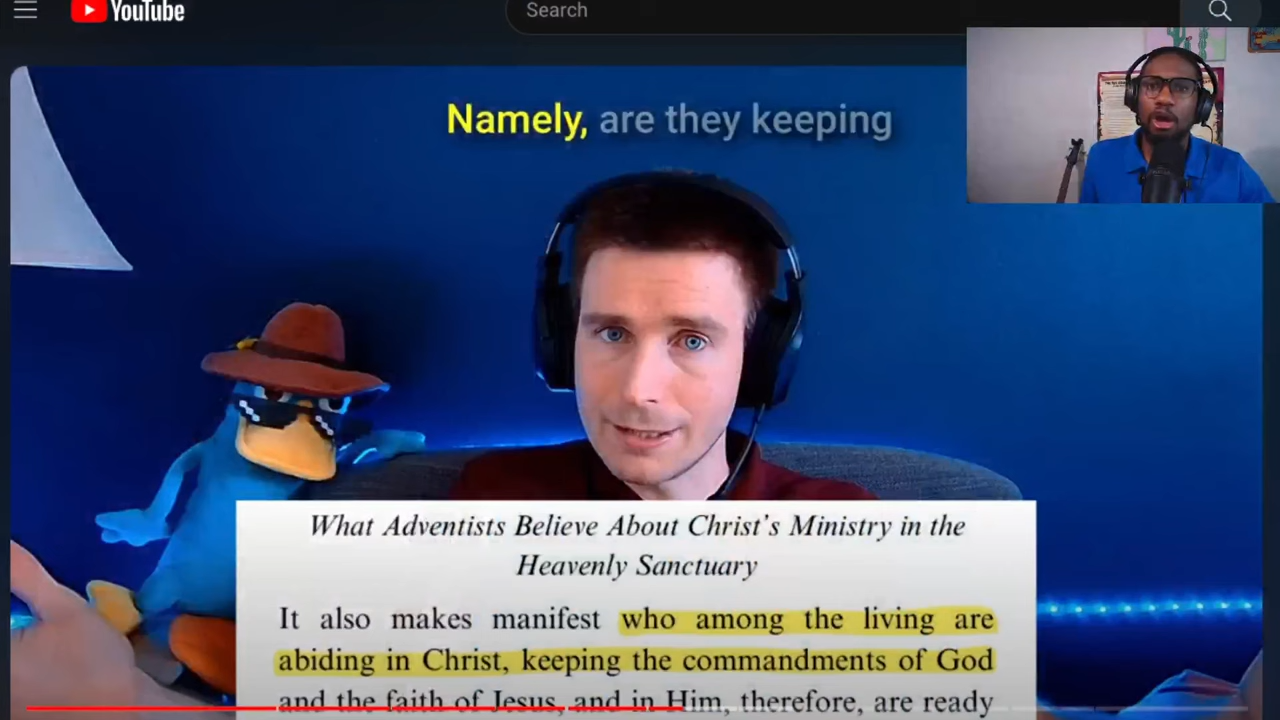 YouTube
Search
Namely, are they keeping
What Adventists Believe About Christ's Ministry in the
Heavenly Sanctuary
It also makes manifest who among the living are
abiding in Christ, keeping the commandments of God
and the faith of Jesus, and in Him, therefore, are ready